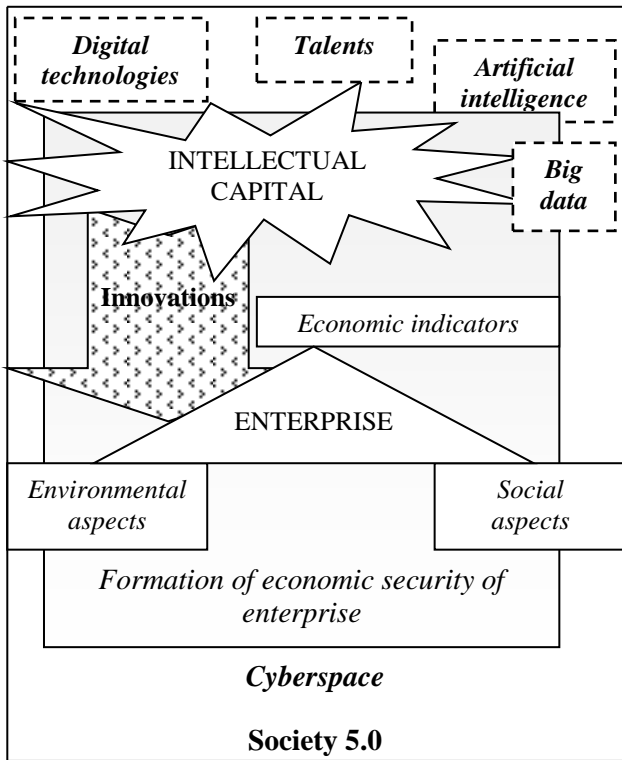 Digital
technologies
Talents
Artificial
intelligence
INTELLECTUAL
CAPITAL
Big
data
Innovations
Economic indicators
ENTERPRISE
Environmental
aspects
Social
aspects
Formation of economic security of
enterprise
Cyberspace
Society 5.0